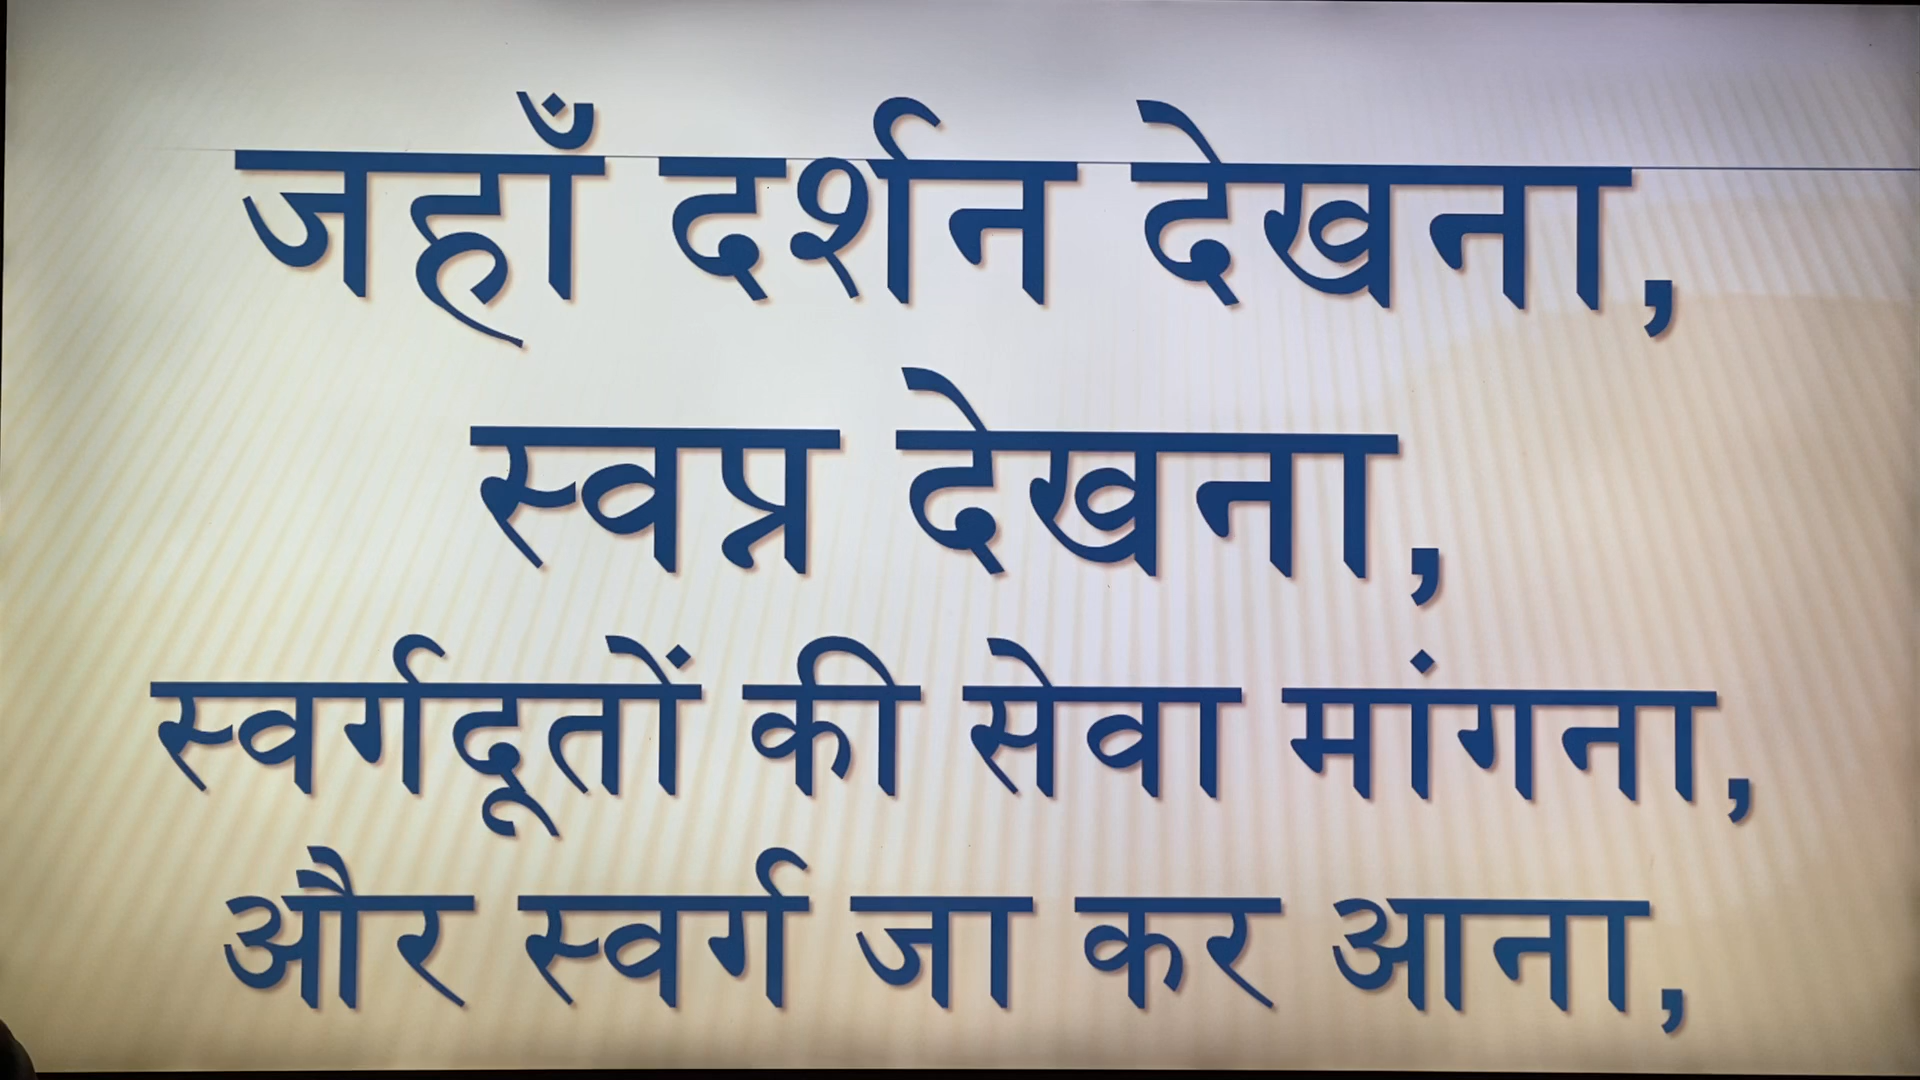 जहाँ दर्शन देखना,
स्वप्न देखना,
स्वर्गदूतों की सेवा मांगना,
और स्वर्ग जा कर आना,